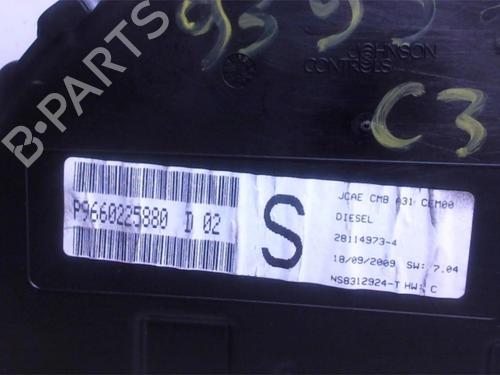 B-PARTS
JOHNSON
CONTROLS
C3
P9660225880 D 02
S
JCAE CMB A31 CEM00
DIESEL
28114973-4
18/09/2009 SW: 7.04
NS8312924-T HW: C